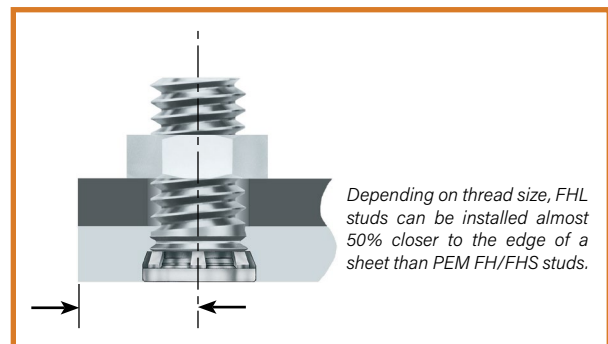 Depending on thread size, FHL
studs can be installed almost
50% closer to the edge of a
sheet than PEM FH/FHS studs.